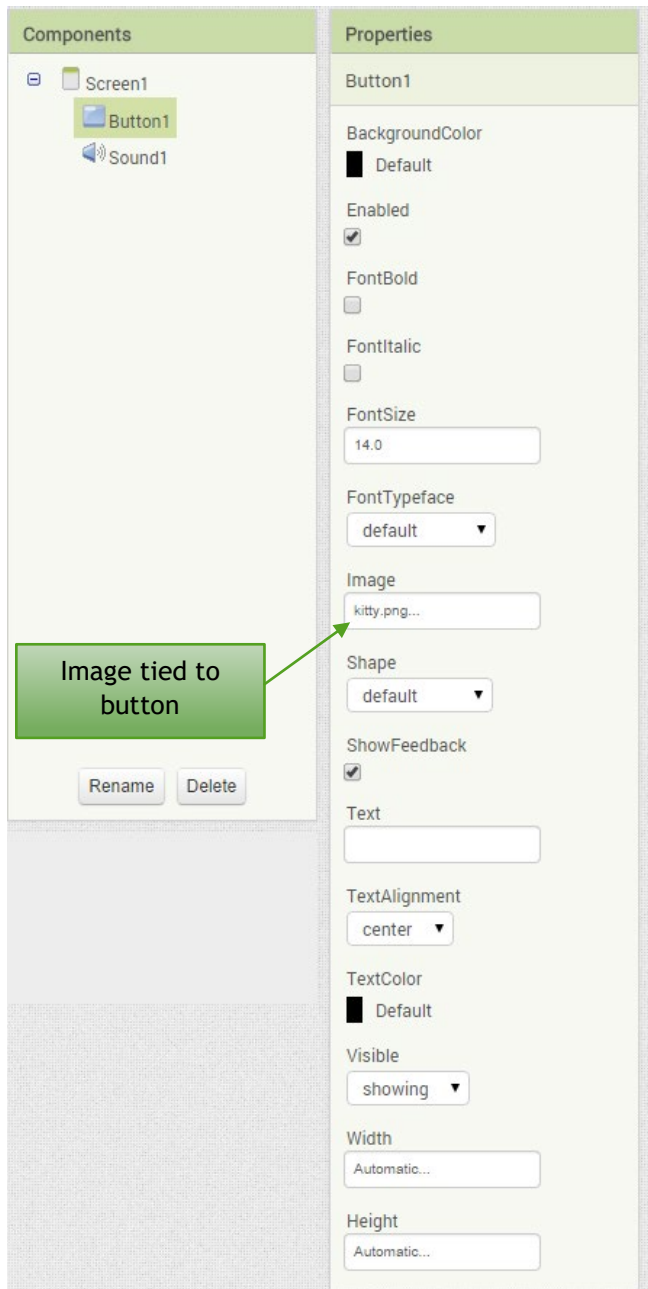 Components
Screen1
Button1
Sound1
Image tied to
button
Rename Delete
Properties
Button1
BackgroundColor
Default
Enabled
FontBold
FontItalic
FontSize
14.0
FontTypeface
default
Image
kitty.png...
Shape
default
ShowFeedback
Text
TextAlignment
center
TextColor
Default
Visible
showing
Width
Automatic...
Height
Automatic...